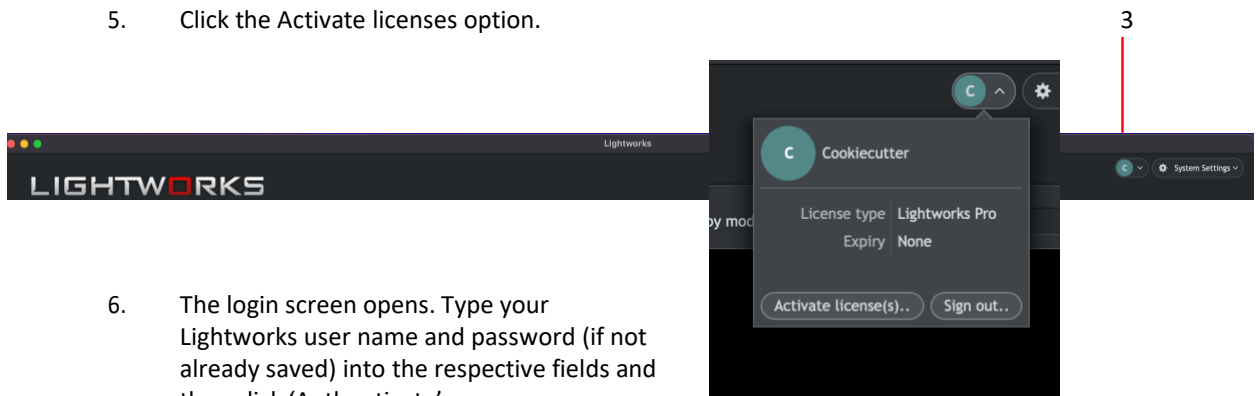 5. Click the Activate licenses option.
3
C
Lightworks
LIGHTWORKS
C
System Settings
C Cookiecutter
License type Lightworks Pro
Expiry None
Activate license(s).. Sign out..
6. The login screen opens. Type your
Lightworks user name and password (if not
already saved) into the respective fields and